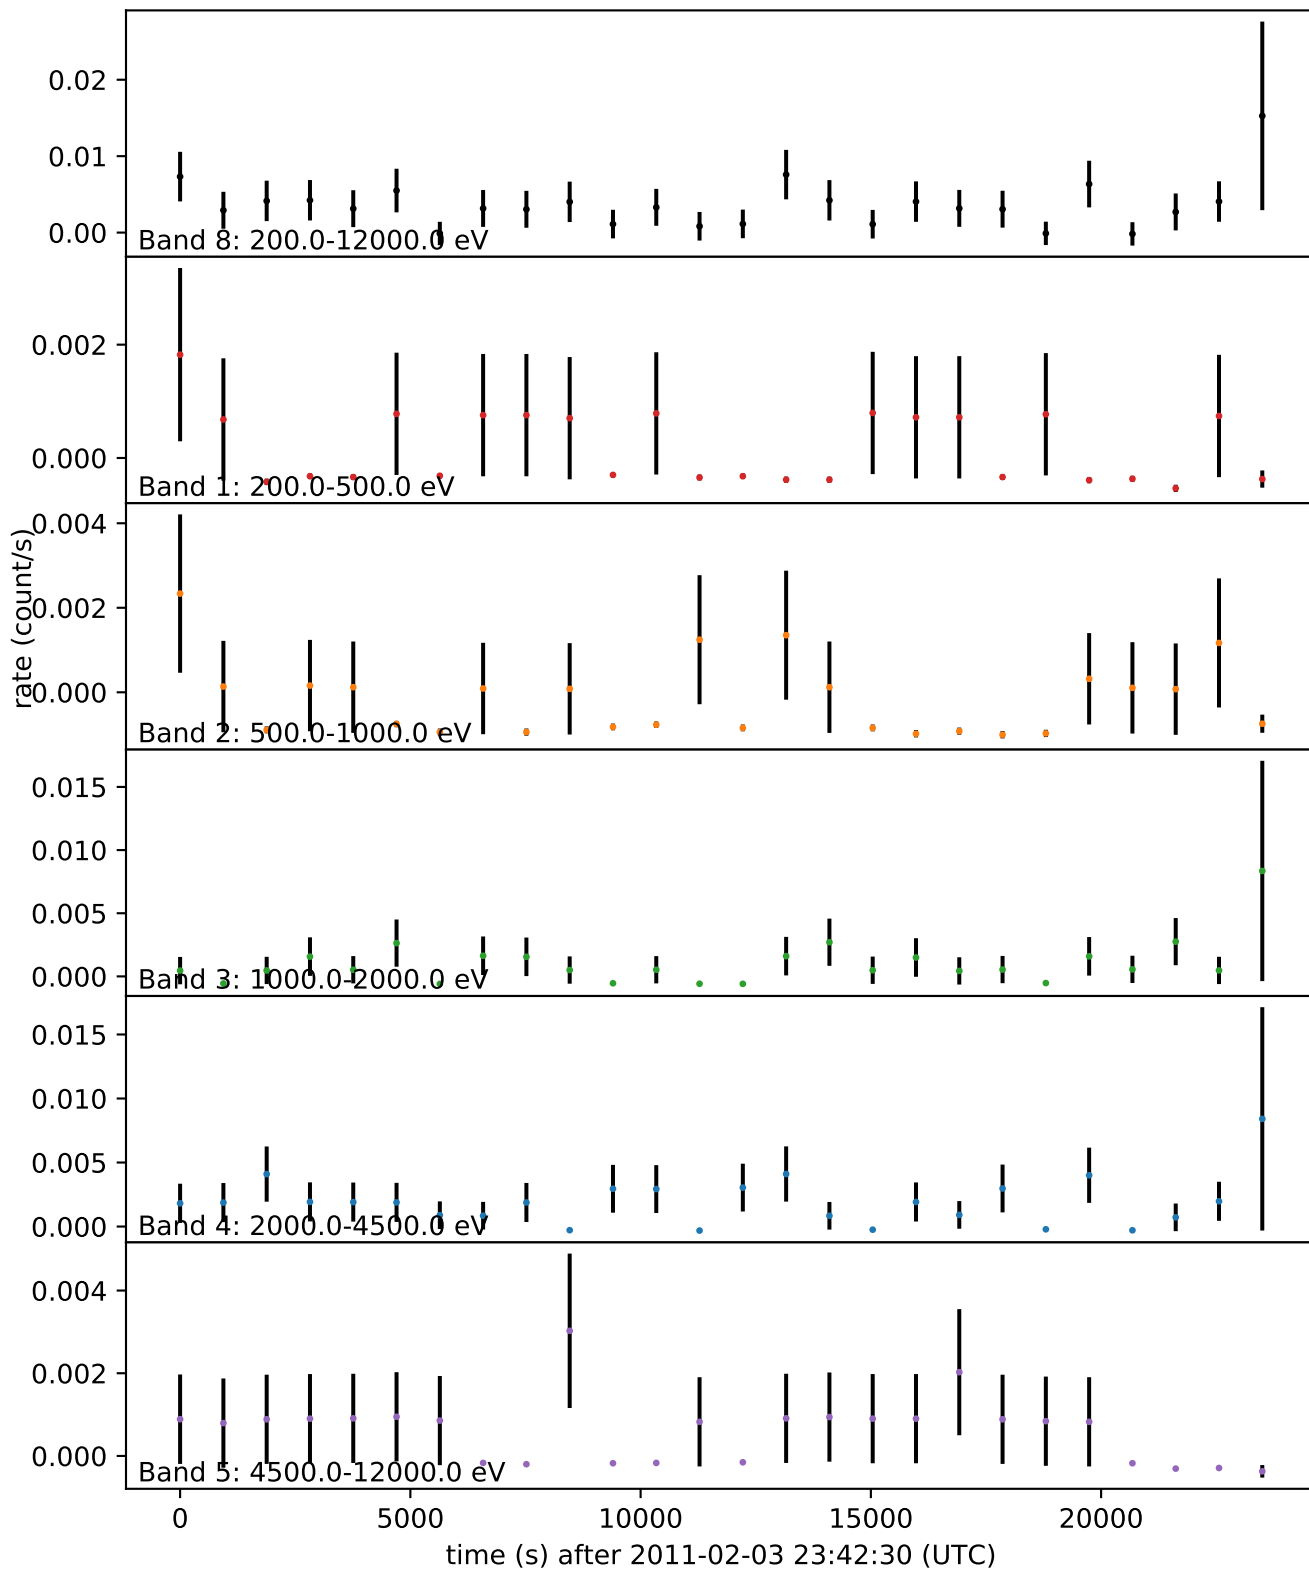 0.02
0.01
0.00
Band 8: 200.0-12000.0 eV
0.002
0.000
Band 1: 200.0-500.0 eV
rate (count/s)
0.004
0.002
0.000
Band 2: 500.0-1000.0 eV
0.015
0.010
0.005
0.000
Band 3: 1000.0-2000.0 eV
0.015
0.010
0.005
0.000
Band 4: 2000.0-4500.0 eV
0.004
0.002
0.000
Band 5: 4500.0-12000.0 eV
0 5000 10000 15000 20000
time (s) after 2011-02-03 23:42:30 (UTC)